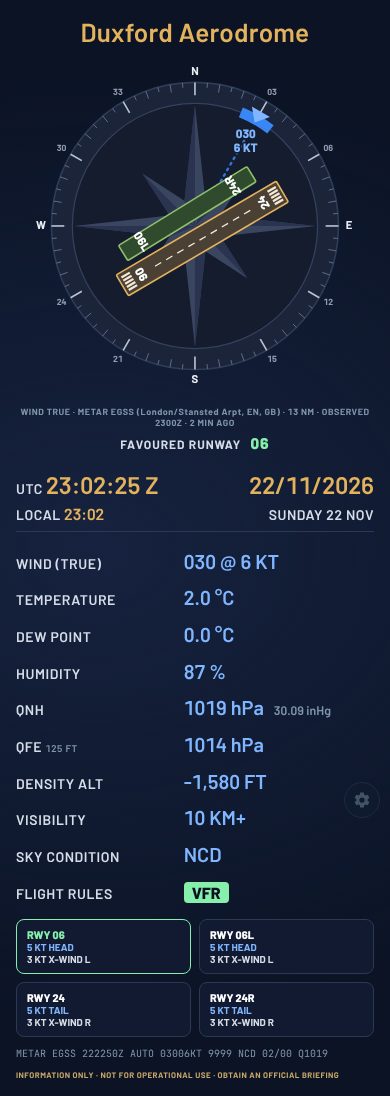 Duxford Aerodrome
N
33
03
030
6 KT
30
06
24R
24
W
E
06L
06
24
12
21
15
S
WIND TRUE · METAR EGSS (London/Stansted Arpt, EN, GB) · 13 NM · OBSERVED
2300Z · 2 MIN AGO
FAVOURED RUNWAY 06
UTC 23:02:25 Z 22/11/2026
LOCAL 23:02 SUNDAY 22 NOV
WIND (TRUE) 030 @ 6 KT
TEMPERATURE 2.0 °C
DEW POINT 0.0 °C
HUMIDITY 87 %
QNH 1019 hPa 30.09 inHg
QFE 125 FT 1014 hPa
DENSITY ALT -1,580 FT
VISIBILITY 10 KM+
SKY CONDITION NCD
FLIGHT RULES VFR
RWY 06
5 KT HEAD
3 KT X-WIND L
RWY 06L
5 KT HEAD
3 KT X-WIND L
RWY 24
5 KT TAIL
3 KT X-WIND R
RWY 24R
5 KT TAIL
3 KT X-WIND R
METAR EGSS 222250Z AUTO 03006KT 9999 NCD 02/00 Q1019
INFORMATION ONLY · NOT FOR OPERATIONAL USE · OBTAIN AN OFFICIAL BRIEFING